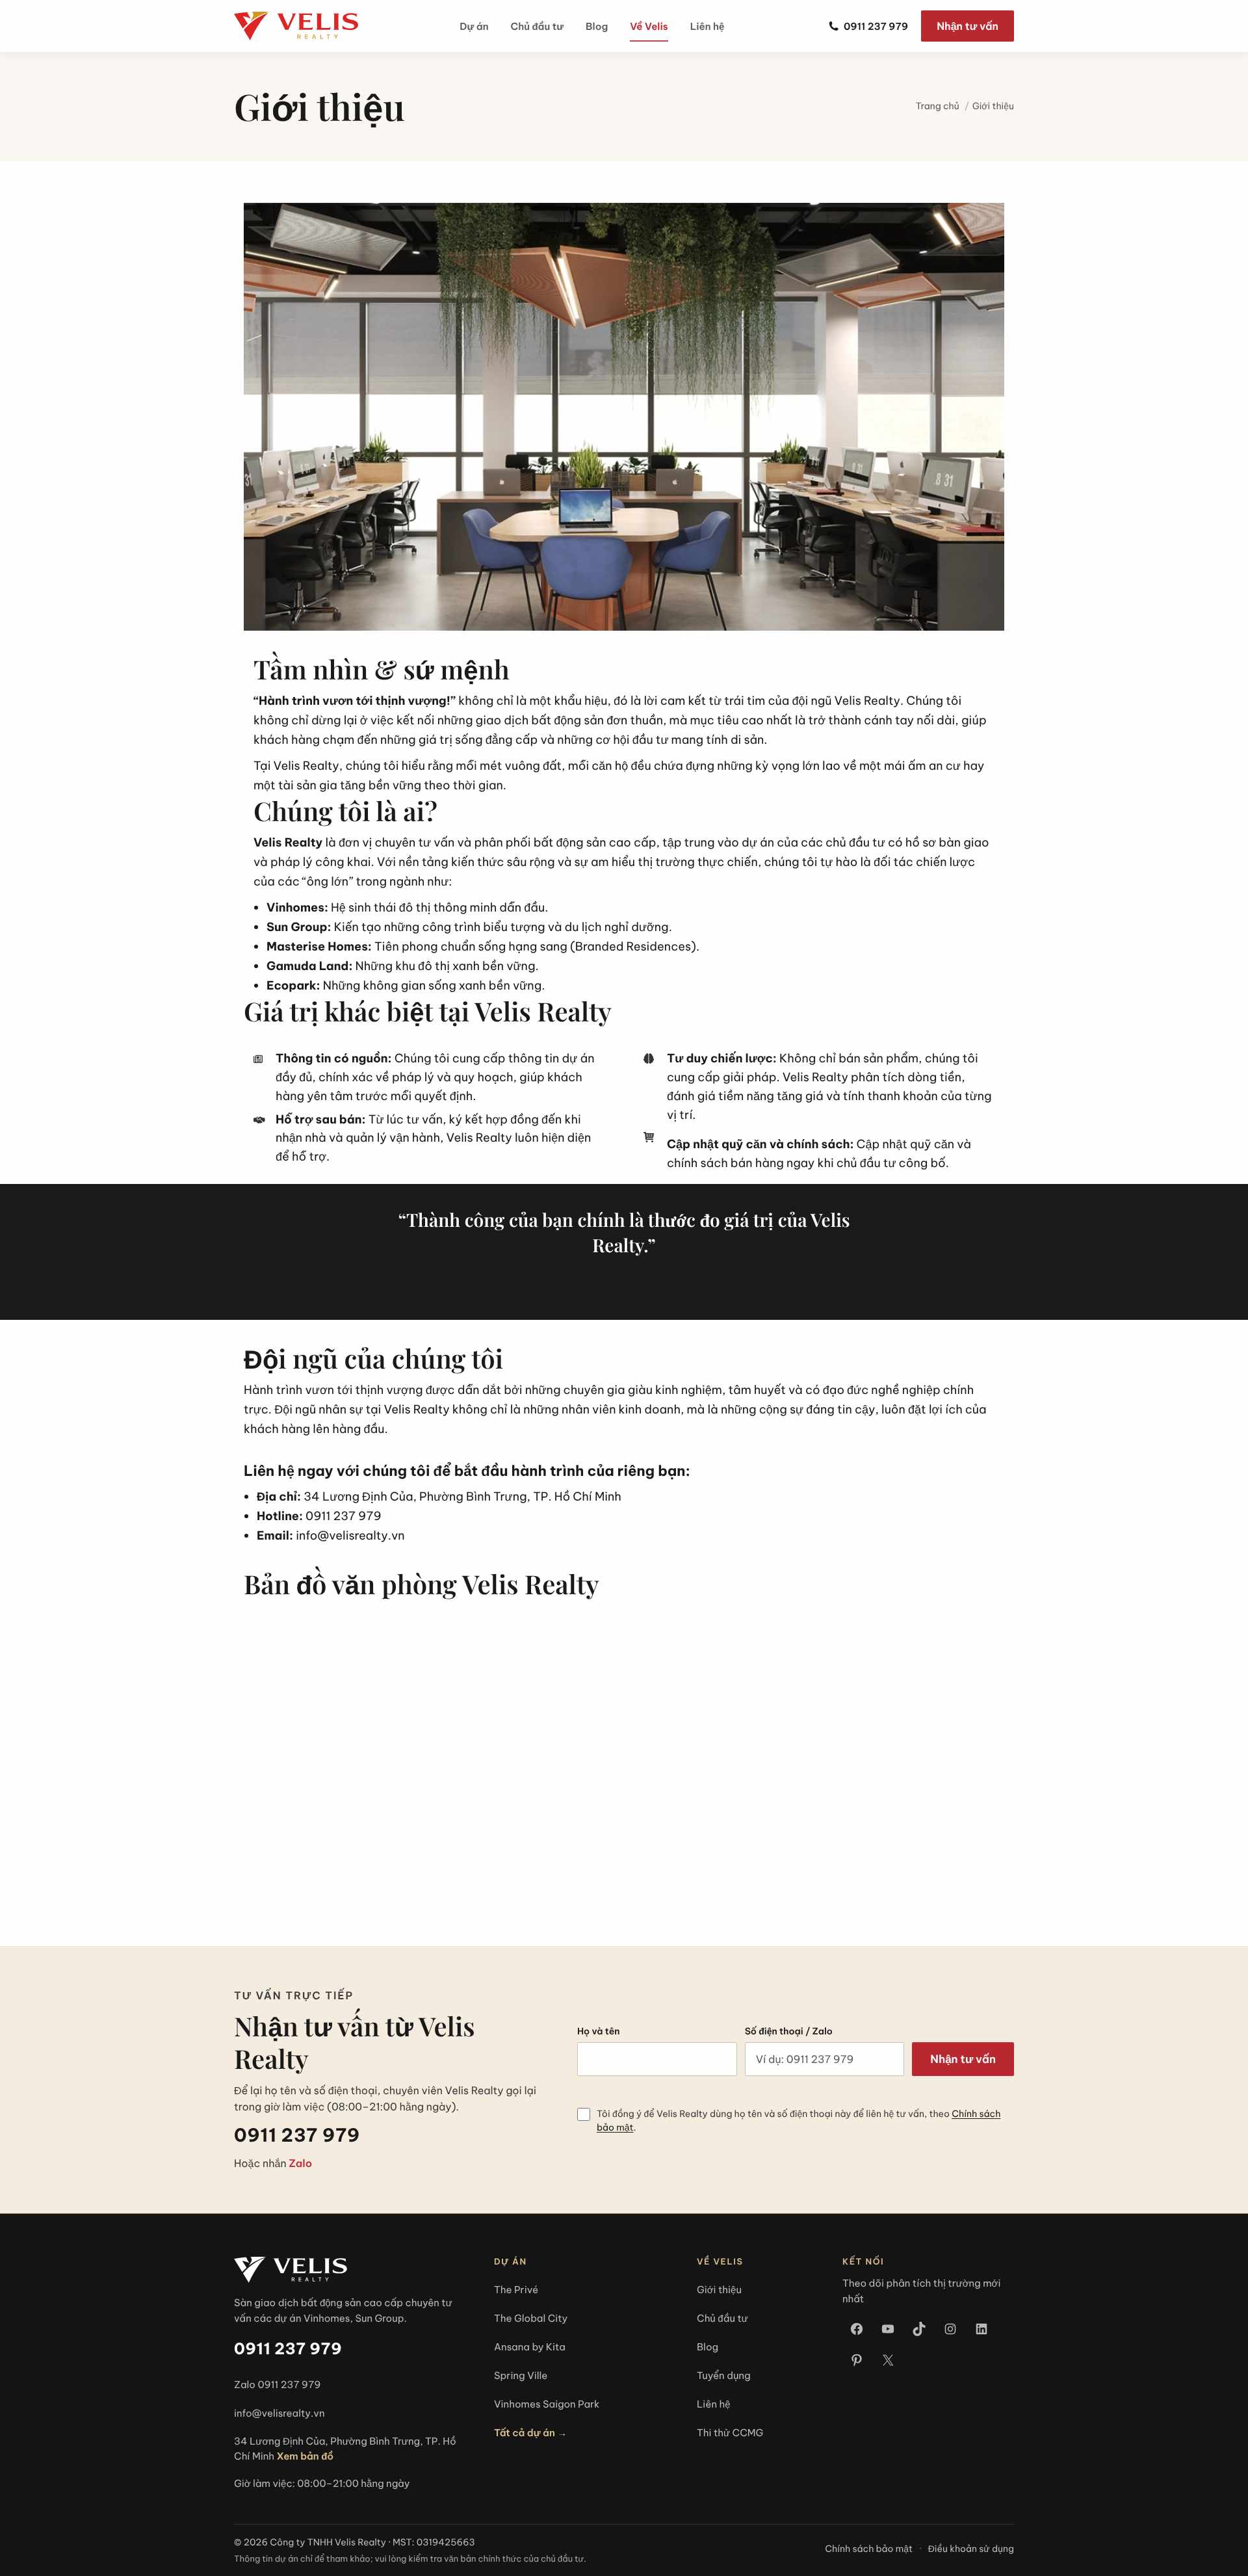 VELIS
REALTY
Dự án
Chủ đầu tư
Blog
Về Velis
Liên hệ
0911 237 979
Nhận tư vấn
Giới thiệu
Trang chủ / Giới thiệu
Tầm nhìn & sứ mệnh
“Hành trình vươn tới thịnh vượng!” không chỉ là một khẩu hiệu, đó là lời cam kết từ trái tim của đội ngũ Velis Realty. Chúng tôi
không chỉ dừng lại ở việc kết nối những giao dịch bất động sản đơn thuần, mà mục tiêu cao nhất là trở thành cánh tay nối dài, giúp
khách hàng chạm đến những giá trị sống đẳng cấp và những cơ hội đầu tư mang tính di sản.
Tại Velis Realty, chúng tôi hiểu rằng mỗi mét vuông đất, mỗi căn hộ đều chứa đựng những kỳ vọng lớn lao về một mái ấm an cư hay
một tài sản gia tăng bền vững theo thời gian.
Chúng tôi là ai?
Velis Realty là đơn vị chuyên tư vấn và phân phối bất động sản cao cấp, tập trung vào dự án của các chủ đầu tư có hồ sơ bàn giao
và pháp lý công khai. Với nền tảng kiến thức sâu rộng và sự am hiểu thị trường thực chiến, chúng tôi tự hào là đối tác chiến lược
của các “ông lớn” trong ngành như:
• Vinhomes: Hệ sinh thái đô thị thông minh dẫn đầu.
• Sun Group: Kiến tạo những công trình biểu tượng và du lịch nghỉ dưỡng.
• Masterise Homes: Tiên phong chuẩn sống hạng sang (Branded Residences).
• Gamuda Land: Những khu đô thị xanh bền vững.
• Ecopark: Những không gian sống xanh bền vững.
Giá trị khác biệt tại Velis Realty
Thông tin có nguồn: Chúng tôi cung cấp thông tin dự án
đầy đủ, chính xác về pháp lý và quy hoạch, giúp khách
hàng yên tâm trước mỗi quyết định.
Hỗ trợ sau bán: Từ lúc tư vấn, ký kết hợp đồng đến khi
nhận nhà và quản lý vận hành, Velis Realty luôn hiện diện
để hỗ trợ.
Tư duy chiến lược: Không chỉ bán sản phẩm, chúng tôi
cung cấp giải pháp. Velis Realty phân tích dòng tiền,
đánh giá tiềm năng tăng giá và tính thanh khoản của từng
vị trí.
Cập nhật quỹ căn và chính sách: Cập nhật quỹ căn và
chính sách bán hàng ngay khi chủ đầu tư công bố.
“Thành công của bạn chính là thước đo giá trị của Velis
Realty.”
Đội ngũ của chúng tôi
Hành trình vươn tới thịnh vượng được dẫn dắt bởi những chuyên gia giàu kinh nghiệm, tâm huyết và có đạo đức nghề nghiệp chính
trực. Đội ngũ nhân sự tại Velis Realty không chỉ là những nhân viên kinh doanh, mà là những cộng sự đáng tin cậy, luôn đặt lợi ích của
khách hàng lên hàng đầu.
Liên hệ ngay với chúng tôi để bắt đầu hành trình của riêng bạn:
• Địa chỉ: 34 Lương Định Của, Phường Bình Trưng, TP. Hồ Chí Minh
• Hotline: 0911 237 979
• Email: info@velisrealty.vn
Bản đồ văn phòng Velis Realty
TƯ VẤN TRỰC TIẾP
Nhận tư vấn từ Velis
Realty
Để lại họ tên và số điện thoại, chuyên viên Velis Realty gọi lại
trong giờ làm việc (08:00–21:00 hằng ngày).
0911 237 979
Hoặc nhắn Zalo
Họ và tên
Số điện thoại / Zalo
Ví dụ: 0911 237 979
Nhận tư vấn
Tôi đồng ý để Velis Realty dùng họ tên và số điện thoại này để liên hệ tư vấn, theo Chính sách
bảo mật.
VELIS
REALTY
Sàn giao dịch bất động sản cao cấp chuyên tư
vấn các dự án Vinhomes, Sun Group.
0911 237 979
Zalo 0911 237 979
info@velisrealty.vn
34 Lương Định Của, Phường Bình Trưng, TP. Hồ
Chí Minh Xem bản đồ
Giờ làm việc: 08:00–21:00 hằng ngày
DỰ ÁN
The Privé
The Global City
Ansana by Kita
Spring Ville
Vinhomes Saigon Park
Tất cả dự án →
VỀ VELIS
Giới thiệu
Chủ đầu tư
Blog
Tuyển dụng
Liên hệ
Thi thử CCMG
KẾT NỐI
Theo dõi phân tích thị trường mới
nhất
© 2026 Công ty TNHH Velis Realty · MST: 0319425663
Thông tin dự án chỉ để tham khảo; vui lòng kiểm tra văn bản chính thức của chủ đầu tư.
Chính sách bảo mật · Điều khoản sử dụng